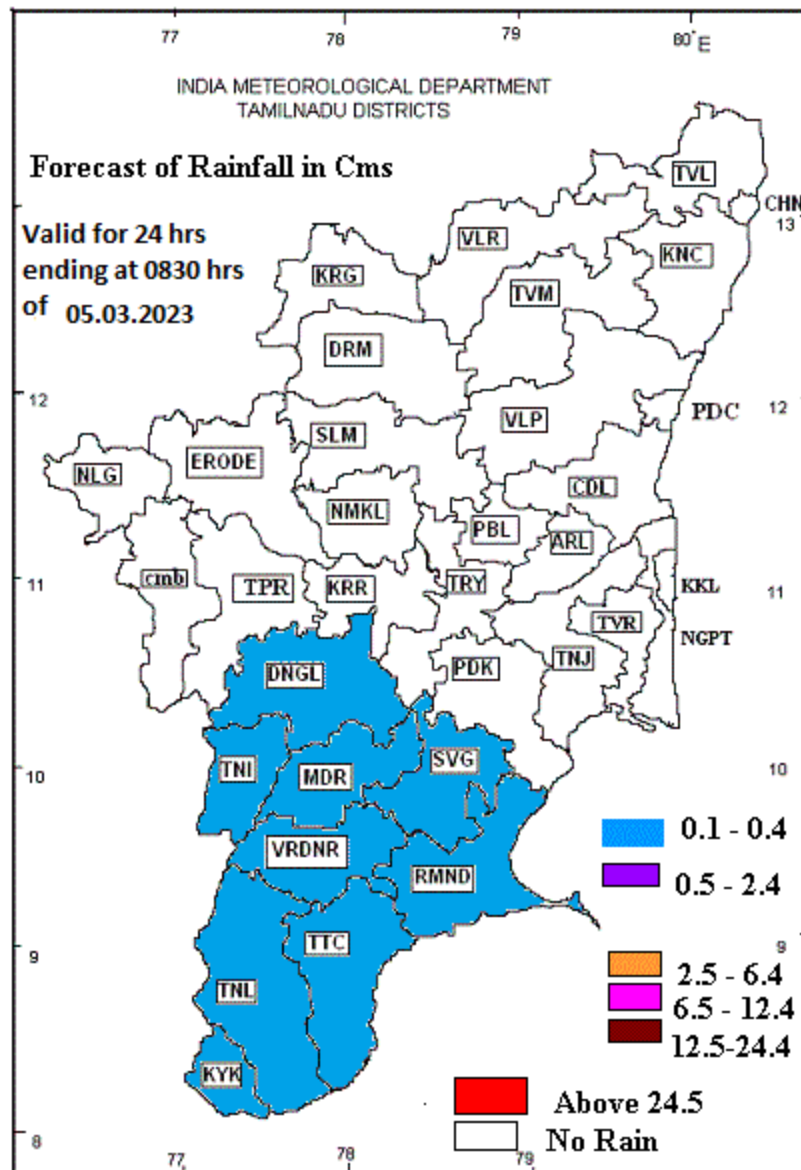 77 78 79 80°E
INDIA METEOROLOGICAL DEPARTMENT
TAMILNADU DISTRICTS
Forecast of Rainfall in Cms
TVL
CHN
13
Valid for 24 hrs
ending at 0830 hrs
of 05.03.2023
VLR
KNC
KRG
TVM
DRM
12
12
PDC
VLP
SLM
ERODE
NLG
CDL
NMKL
PBL
ARL
11
cmb
TPR
KRR
TRY
KKL
11
TVR
NGPT
TNJ
PDK
DNGL
10
TNI
MDR
SVG
10
0.1 - 0.4
VRDNR
RMND
0.5 - 2.4
9
TTC
9
2.5 - 6.4
TNL
6.5 - 12.4
12.5-24.4
KYK
Above 24.5
8
No Rain
77 78 79